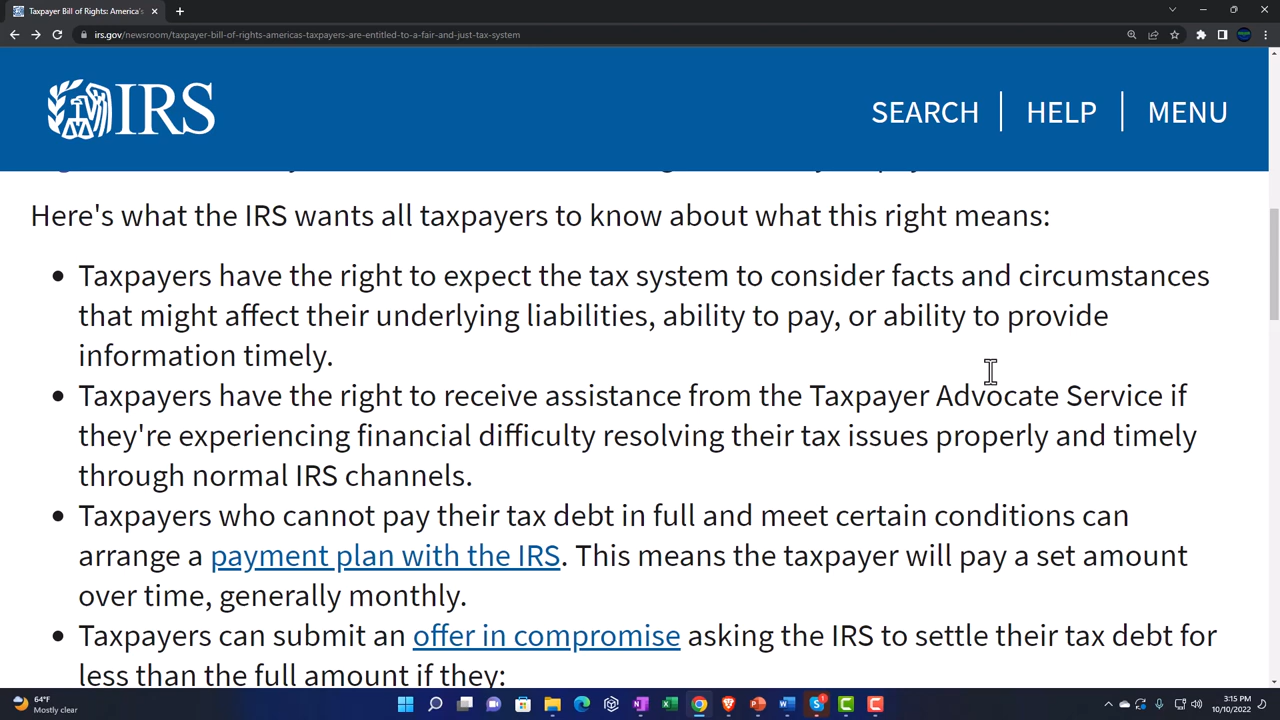 Taxpayer Bill of Rights: America's
irs.gov/newsroom/taxpayer-bill-of-rights-americas-taxpayers-are-entitled-to-a-fair-and-just-tax-system
IRS
SEARCH
HELP
MENU
Here's what the IRS wants all taxpayers to know about what this right means:
• Taxpayers have the right to expect the tax system to consider facts and circumstances
that might affect their underlying liabilities, ability to pay, or ability to provide
information timely.
• Taxpayers have the right to receive assistance from the Taxpayer Advocate Service if
they're experiencing financial difficulty resolving their tax issues properly and timely
through normal IRS channels.
• Taxpayers who cannot pay their tax debt in full and meet certain conditions can
arrange a payment plan with the IRS. This means the taxpayer will pay a set amount
over time, generally monthly.
• Taxpayers can submit an offer in compromise asking the IRS to settle their tax debt for
less than the full amount if they:
64°F
Mostly clear
3:15 PM
10/10/2022